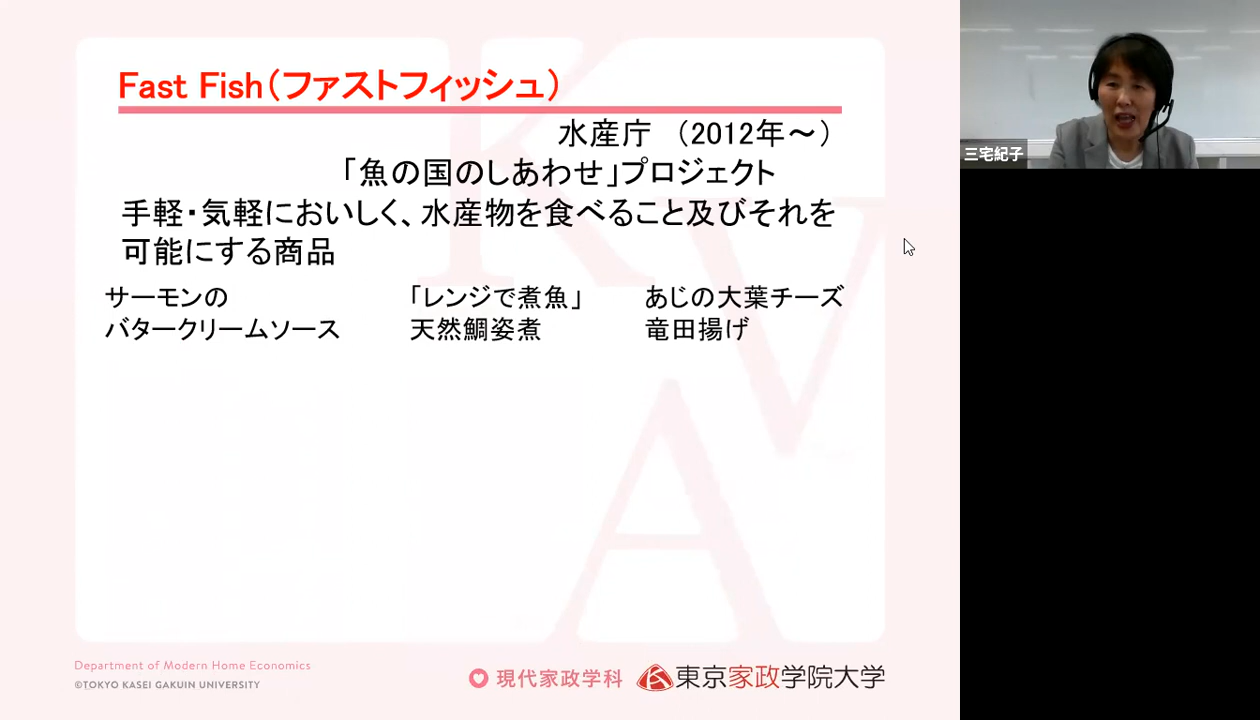 Fast Fish(ファストフィッシュ)
水産庁 (2012年～)
「魚の国のしあわせ」プロジェクト
手軽・気軽においしく、水産物を食べること及びそれを
可能にする商品
サーモンの
バタークリームソース
「レンジで煮魚」
天然鯛姿煮
あじの大葉チーズ
竜田揚げ
三宅紀子
Department of Modern Home Economics
©TOKYO KASEI GAKUIN UNIVERSITY
現代家政学科
東京家政学院大学
KVA